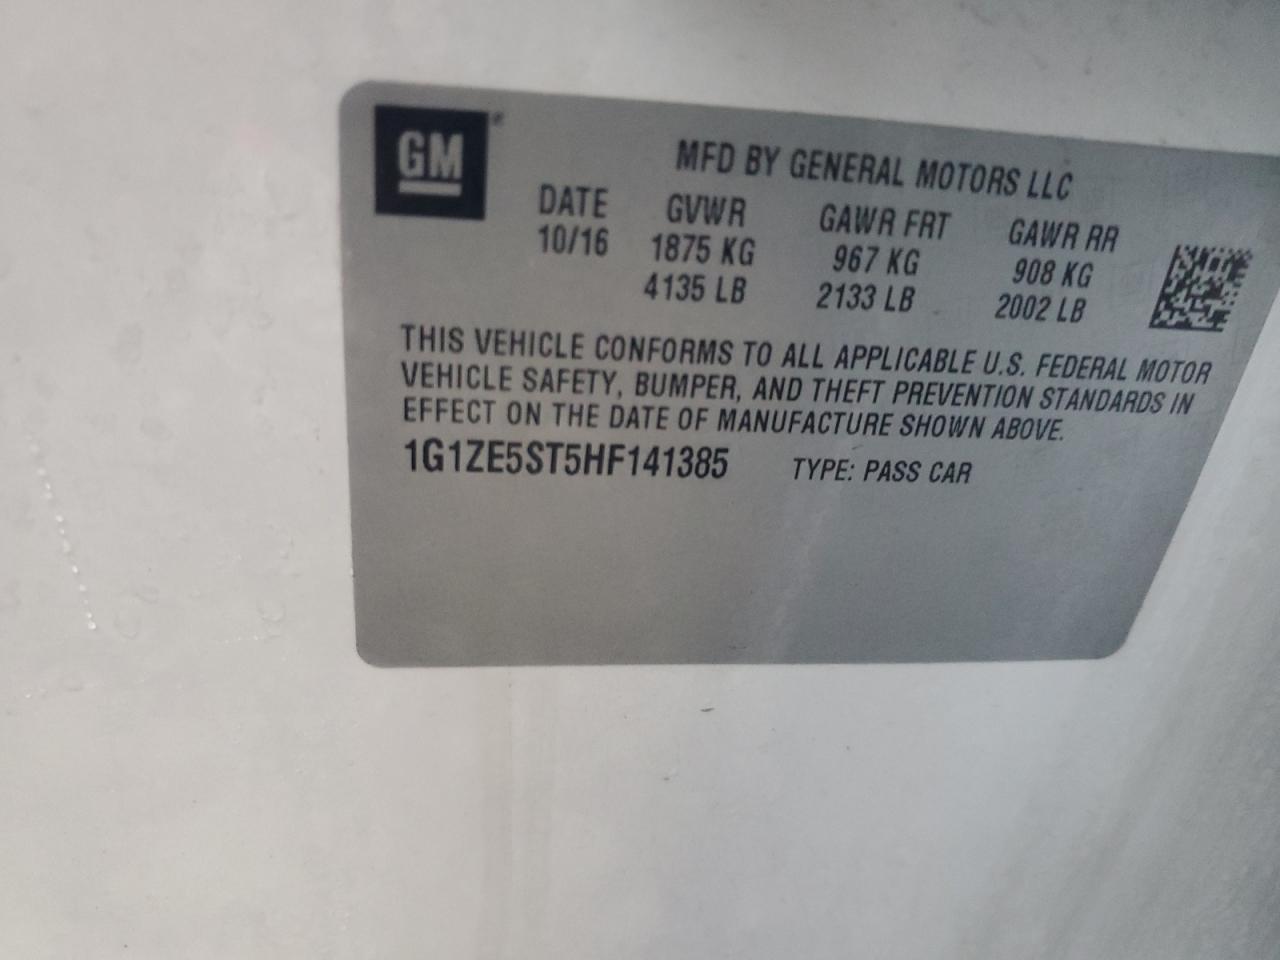 GM
MFD BY GENERAL MOTORS LLC
DATE GVWR GAWR FRT GAWR RR
10/16 1875 KG 967 KG 908 KG
4135 LB 2133 LB 2002 LB
THIS VEHICLE CONFORMS TO ALL APPLICABLE U.S. FEDERAL MOTOR
VEHICLE SAFETY, BUMPER, AND THEFT PREVENTION STANDARDS IN
EFFECT ON THE DATE OF MANUFACTURE SHOWN ABOVE.
1G1ZE5ST5HF141385 TYPE: PASS CAR